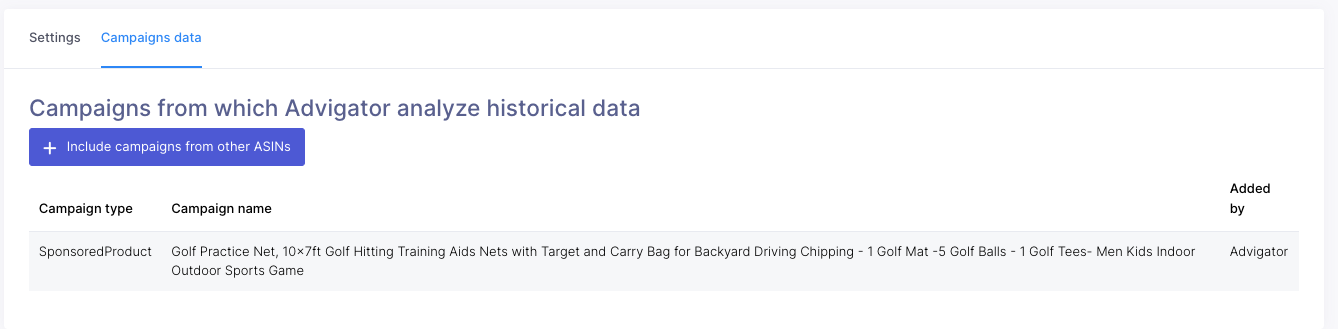 Settings Campaigns data
Campaigns from which Advigator analyze historical data
+ Include campaigns from other ASINs
Campaign type Campaign name Added by
SponsoredProduct Golf Practice Net, 10x7ft Golf Hitting Training Aids Nets with Target and Carry Bag for Backyard Driving Chipping - 1 Golf Mat -5 Golf Balls - 1 Golf Tees- Men Kids Indoor Advigator
Outdoor Sports Game